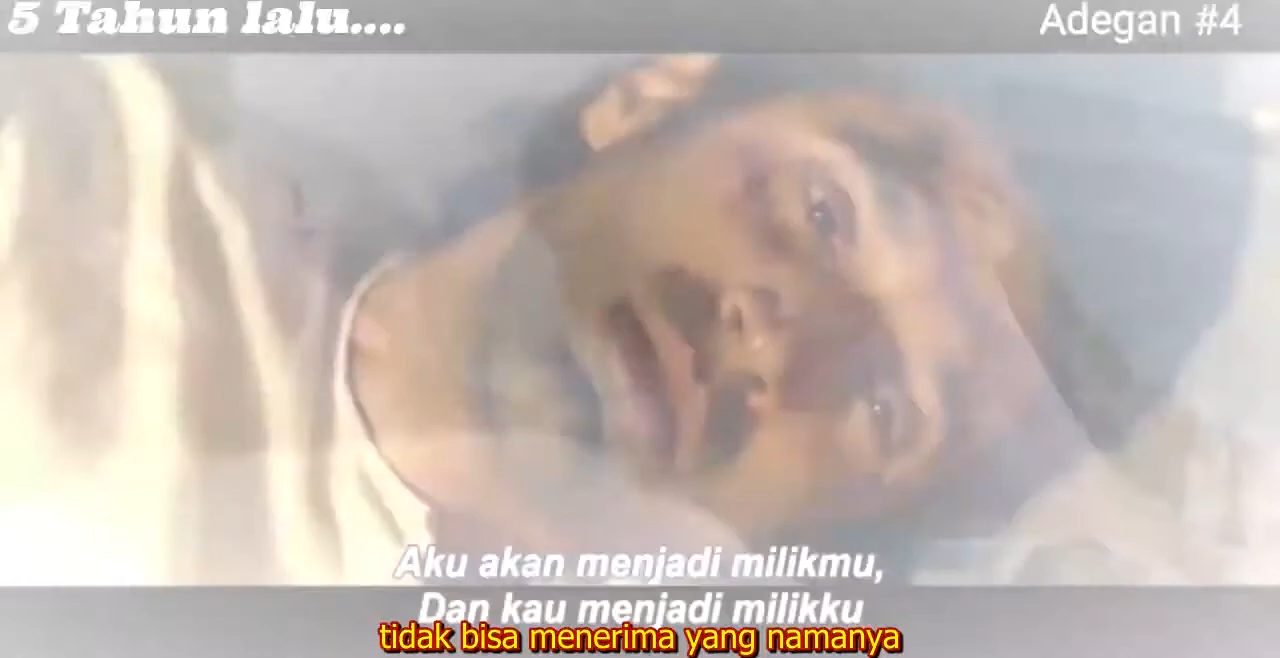 5 Tahun lalu....
Adegan #4
Aku akan menjadi milikmu,
Dan kau menjadi milikku
tidak bisa menerima yang namanya